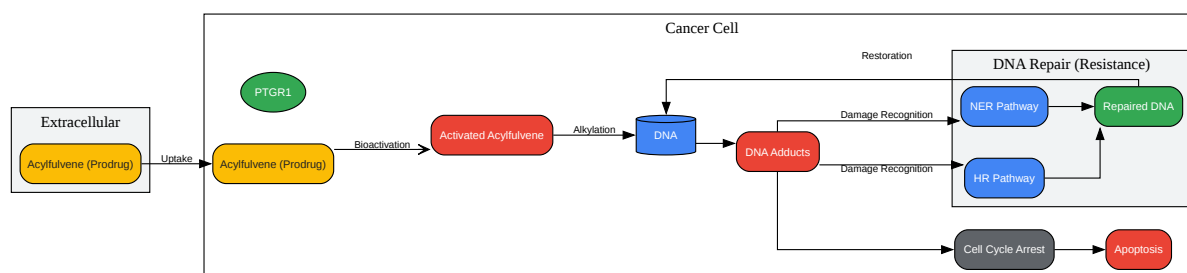 Cancer Cell
Extracellular
Acylfulvene (Prodrug)
Uptake
PTGR1
Acylfulvene (Prodrug)
Bioactivation
Activated Acylfulvene
Alkylation
DNA
DNA Adducts
Restoration
Damage Recognition
Damage Recognition
DNA Repair (Resistance)
NER Pathway
Repaired DNA
HR Pathway
Cell Cycle Arrest
Apoptosis